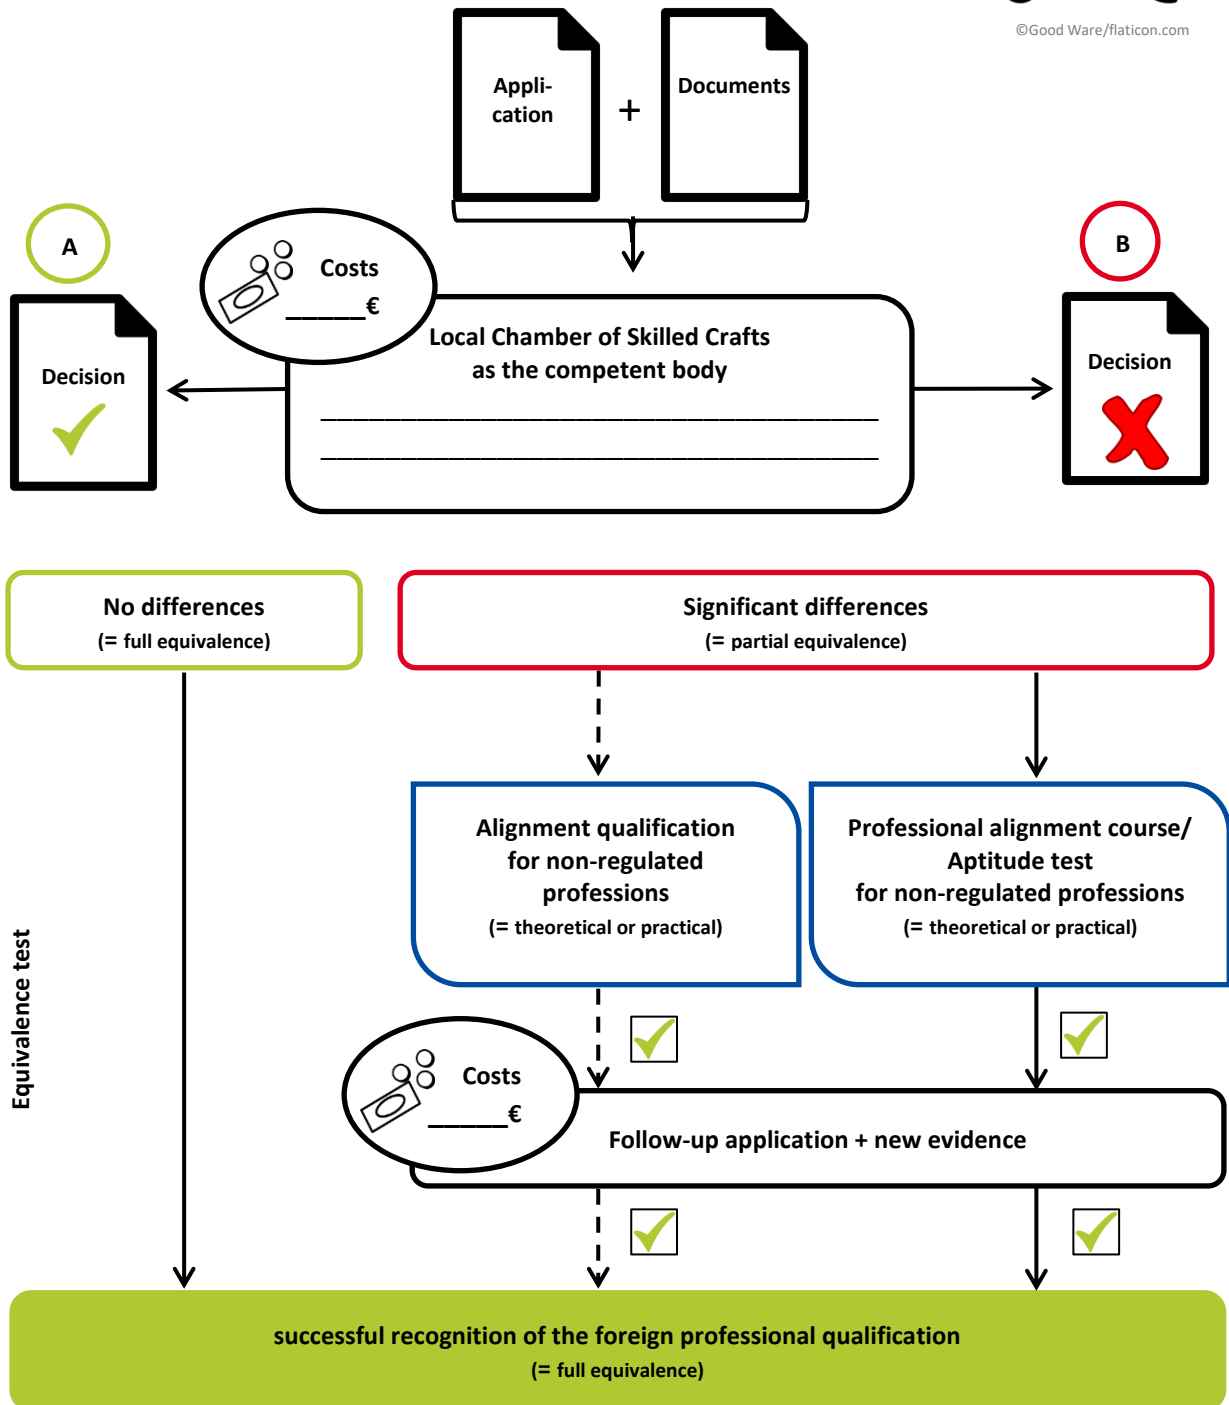 ©Good Ware/flaticon.com
Appli-
cation
+
Documents
A
B
Costs
______€
Decision
Local Chamber of Skilled Crafts
as the competent body
Decision
No differences
(= full equivalence)
Significant differences
(= partial equivalence)
Alignment qualification
for non-regulated
professions
(= theoretical or practical)
Professional alignment course/
Aptitude test
for non-regulated professions
(= theoretical or practical)
Equivalence test
Costs
______€
Follow-up application + new evidence
successful recognition of the foreign professional qualification
(= full equivalence)